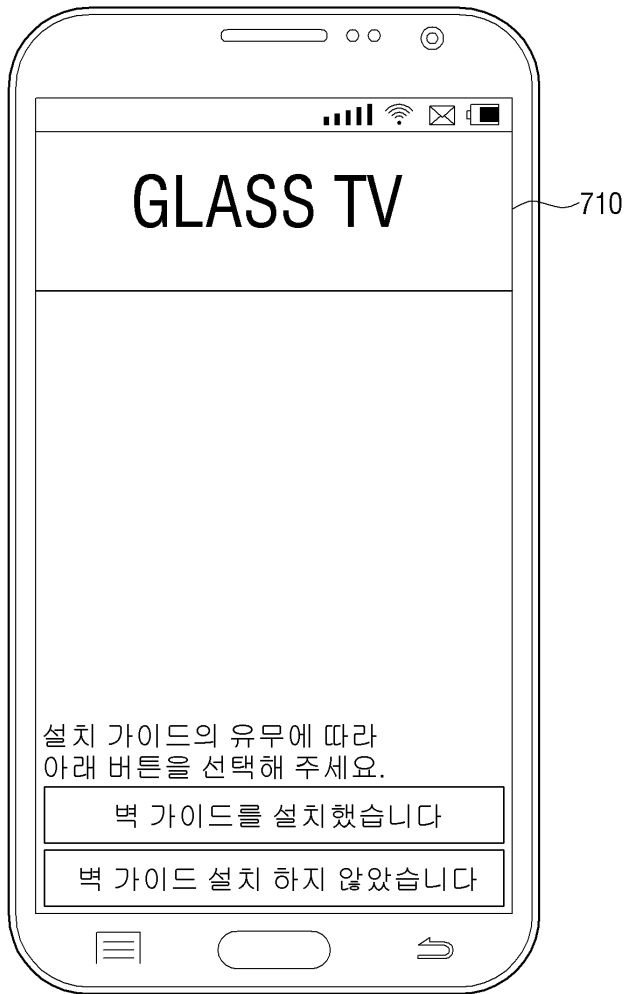 GLASS TV
710
설치 가이드의 유무에 따라
아래 버튼을 선택해 주세요.
벽 가이드를 설치했습니다
벽 가이드 설치 하지 않았습니다